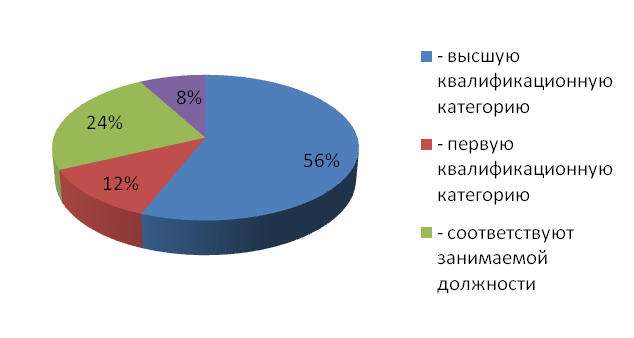 8%
24%
56%
12%
- высшую
квалификационную
категорию
- первую
квалификационную
категорию
- соответствуют
занимаемой
должности